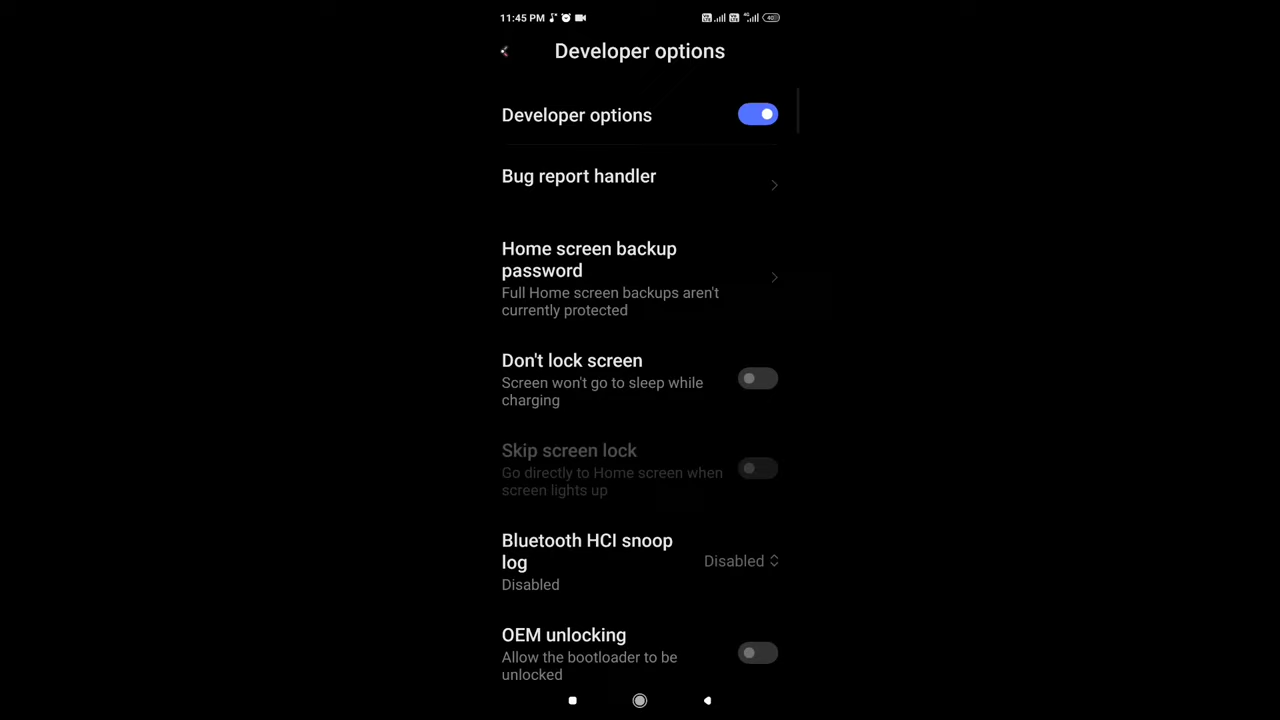 11:45 PM
Developer options
Developer options
Bug report handler
Home screen backup
password
Full Home screen backups aren't
currently protected
Don't lock screen
Screen won't go to sleep while
charging
Skip screen lock
Go directly to Home screen when
screen lights up
Bluetooth HCI snoop
log
Disabled
Disabled
OEM unlocking
Allow the bootloader to be
unlocked